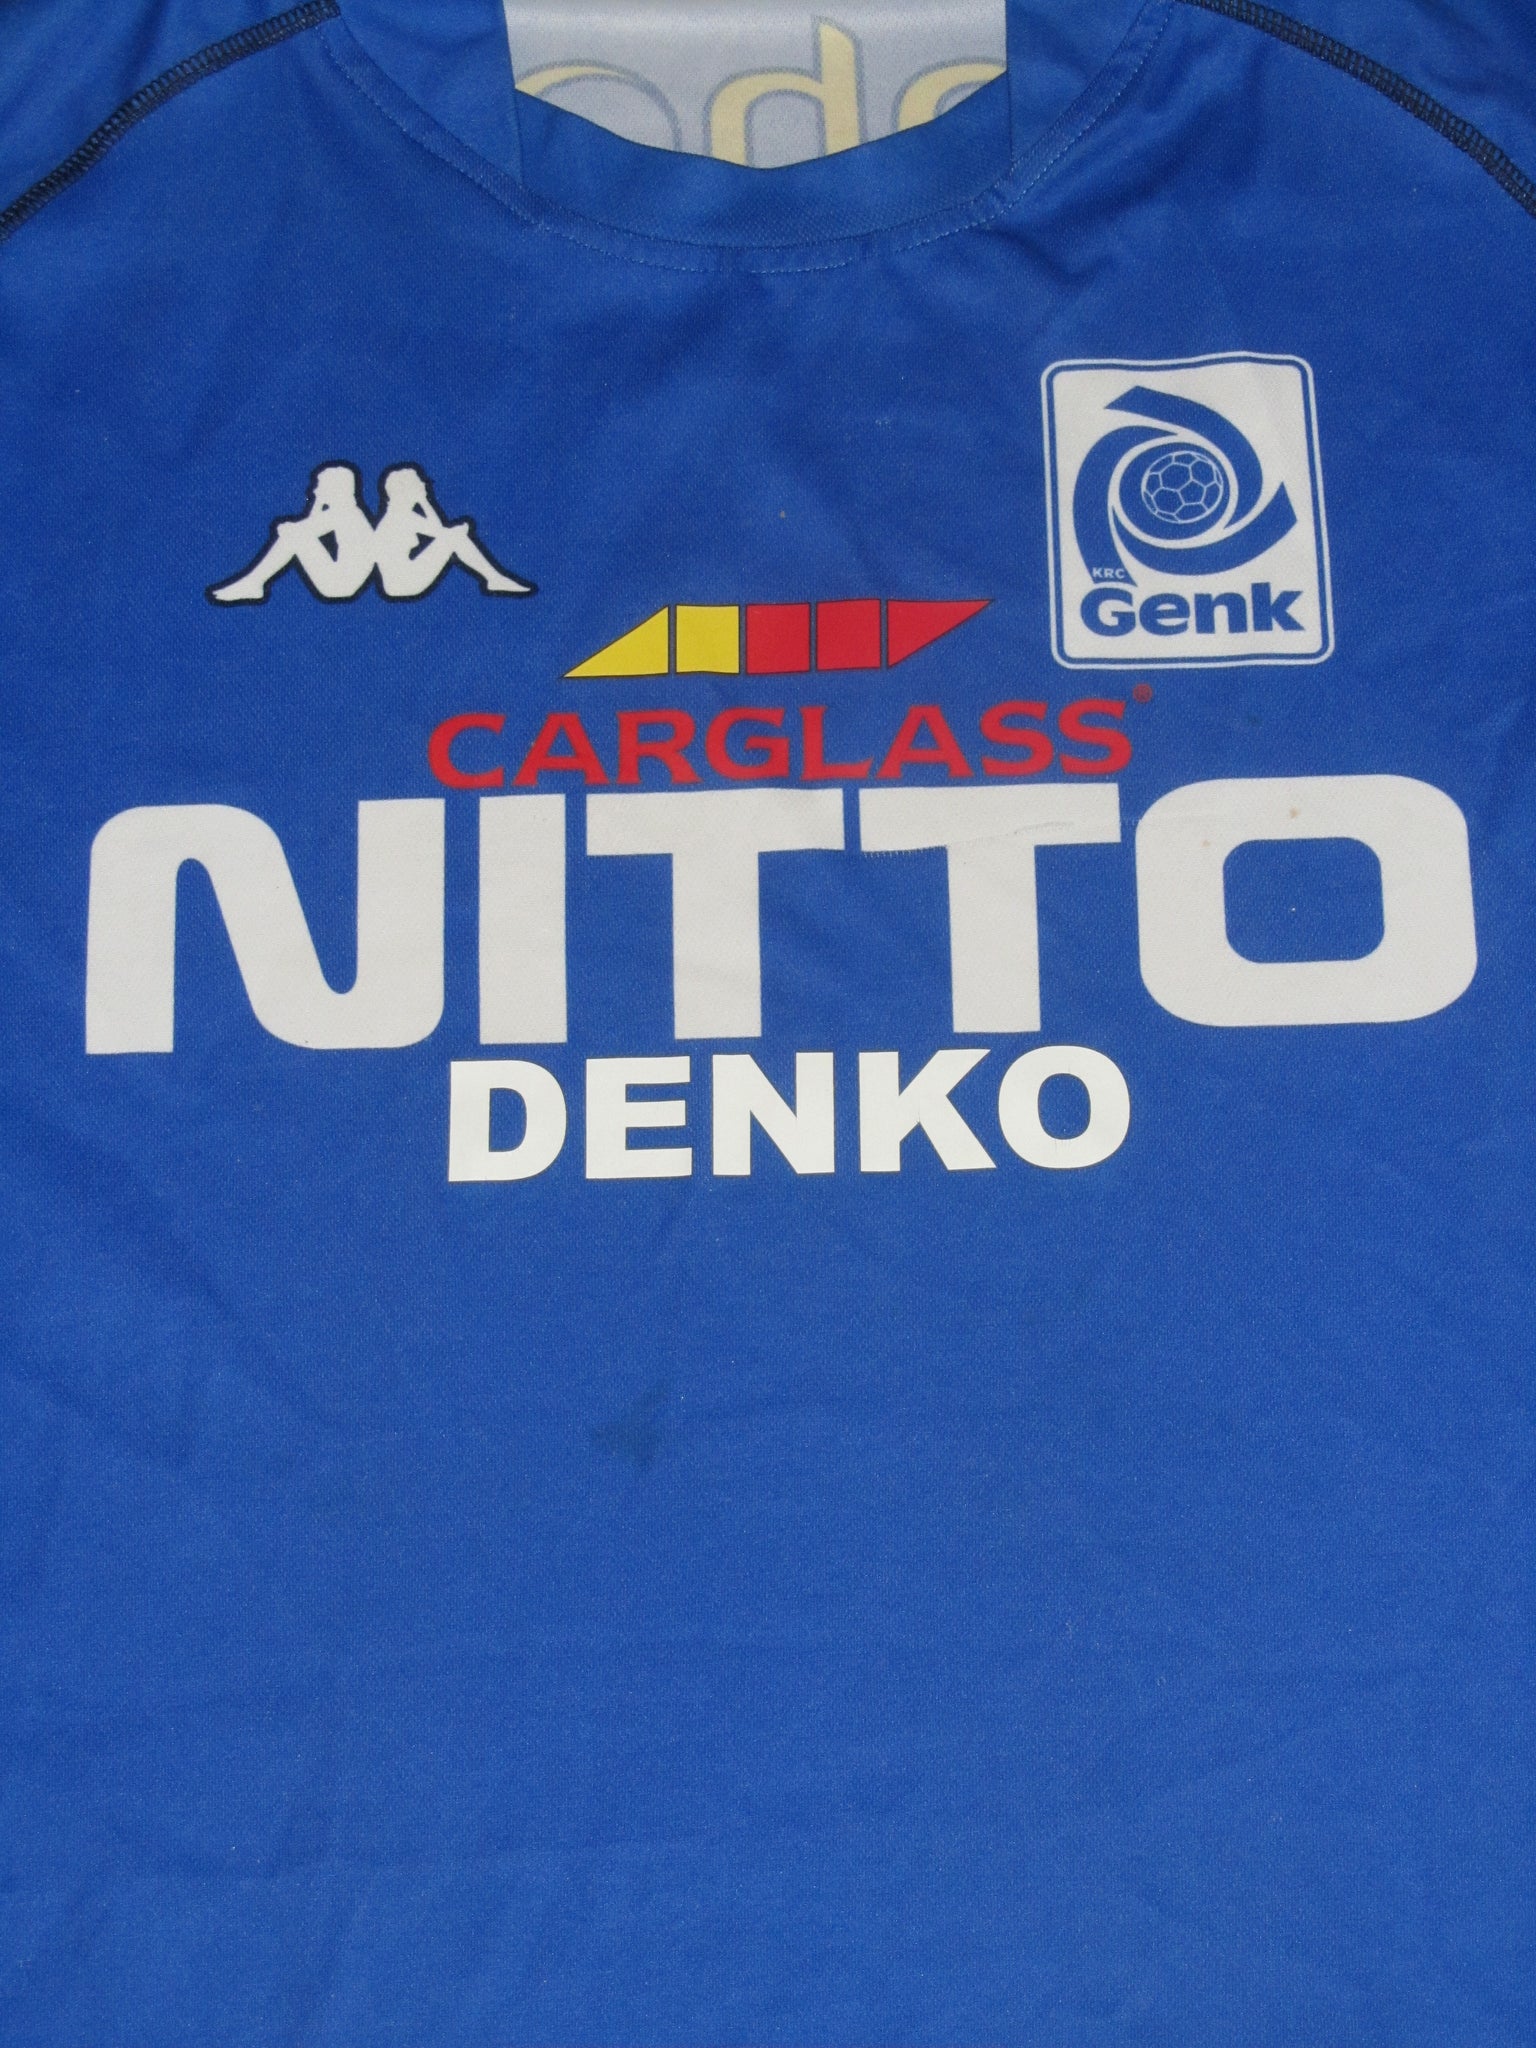 KRC
Genk
CARGLASS®
NITTO
DENKO